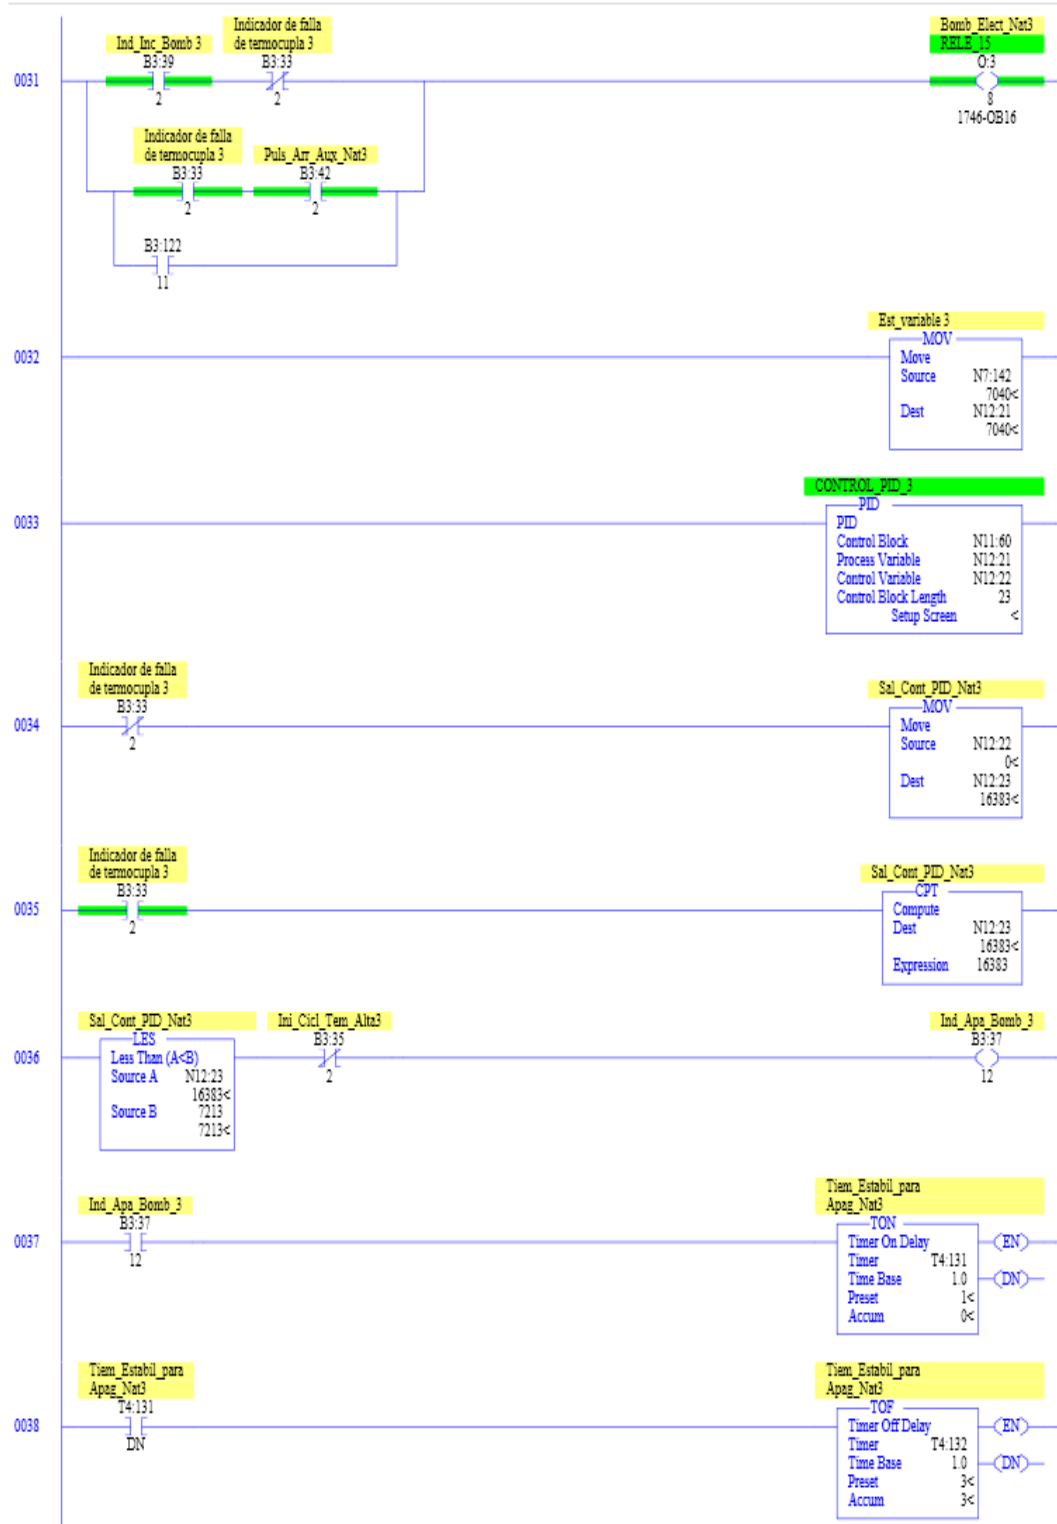 Ind_Inc_Bomb 3
B3:39
2
Indicador de falla
de termocupla 3
B3:33
2
Bomb_Elect_Nat3
RELE_15
O:3
8
1746-OB16
0031
Indicador de falla
de termocupla 3
B3:33
2
Puls_Arr_Aux_Nat3
B3:42
2
B3:122
11
Est_variable 3
0032
MOV
Move
Source N7:142
7040<
Dest N12:21
7040<
CONTROL_PID_3
0033
PID
PID
Control Block N11:60
Process Variable N12:21
Control Variable N12:22
Control Block Length 23
Setup Screen <
Indicador de falla
de termocupla 3
B3:33
2
0034
Sal_Cont_PID_Nat3
MOV
Move
Source N12:22
0<
Dest N12:23
16383<
Indicador de falla
de termocupla 3
B3:33
2
0035
Sal_Cont_PID_Nat3
CPT
Compute
Dest N12:23
16383<
Expression 16383
Sal_Cont_PID_Nat3
0036
LES
Less Than (A<B)
Source A N12:23
16383<
Source B 7213
7213<
Ini_Cicl_Tem_Alta3
B3:35
2
Ind_Apa_Bomb_3
B3:37
12
Ind_Apa_Bomb_3
B3:37
12
0037
Tiem_Estabil_para
Apag_Nat3
TON
Timer On Delay (EN)
Timer T4:131
Time Base 1.0 (DN)
Preset 1<
Accum 0<
Tiem_Estabil_para
Apag_Nat3
T4:131
DN
0038
Tiem_Estabil_para
Apag_Nat3
TOF
Timer Off Delay (EN)
Timer T4:132
Time Base 1.0 (DN)
Preset 3<
Accum 3<